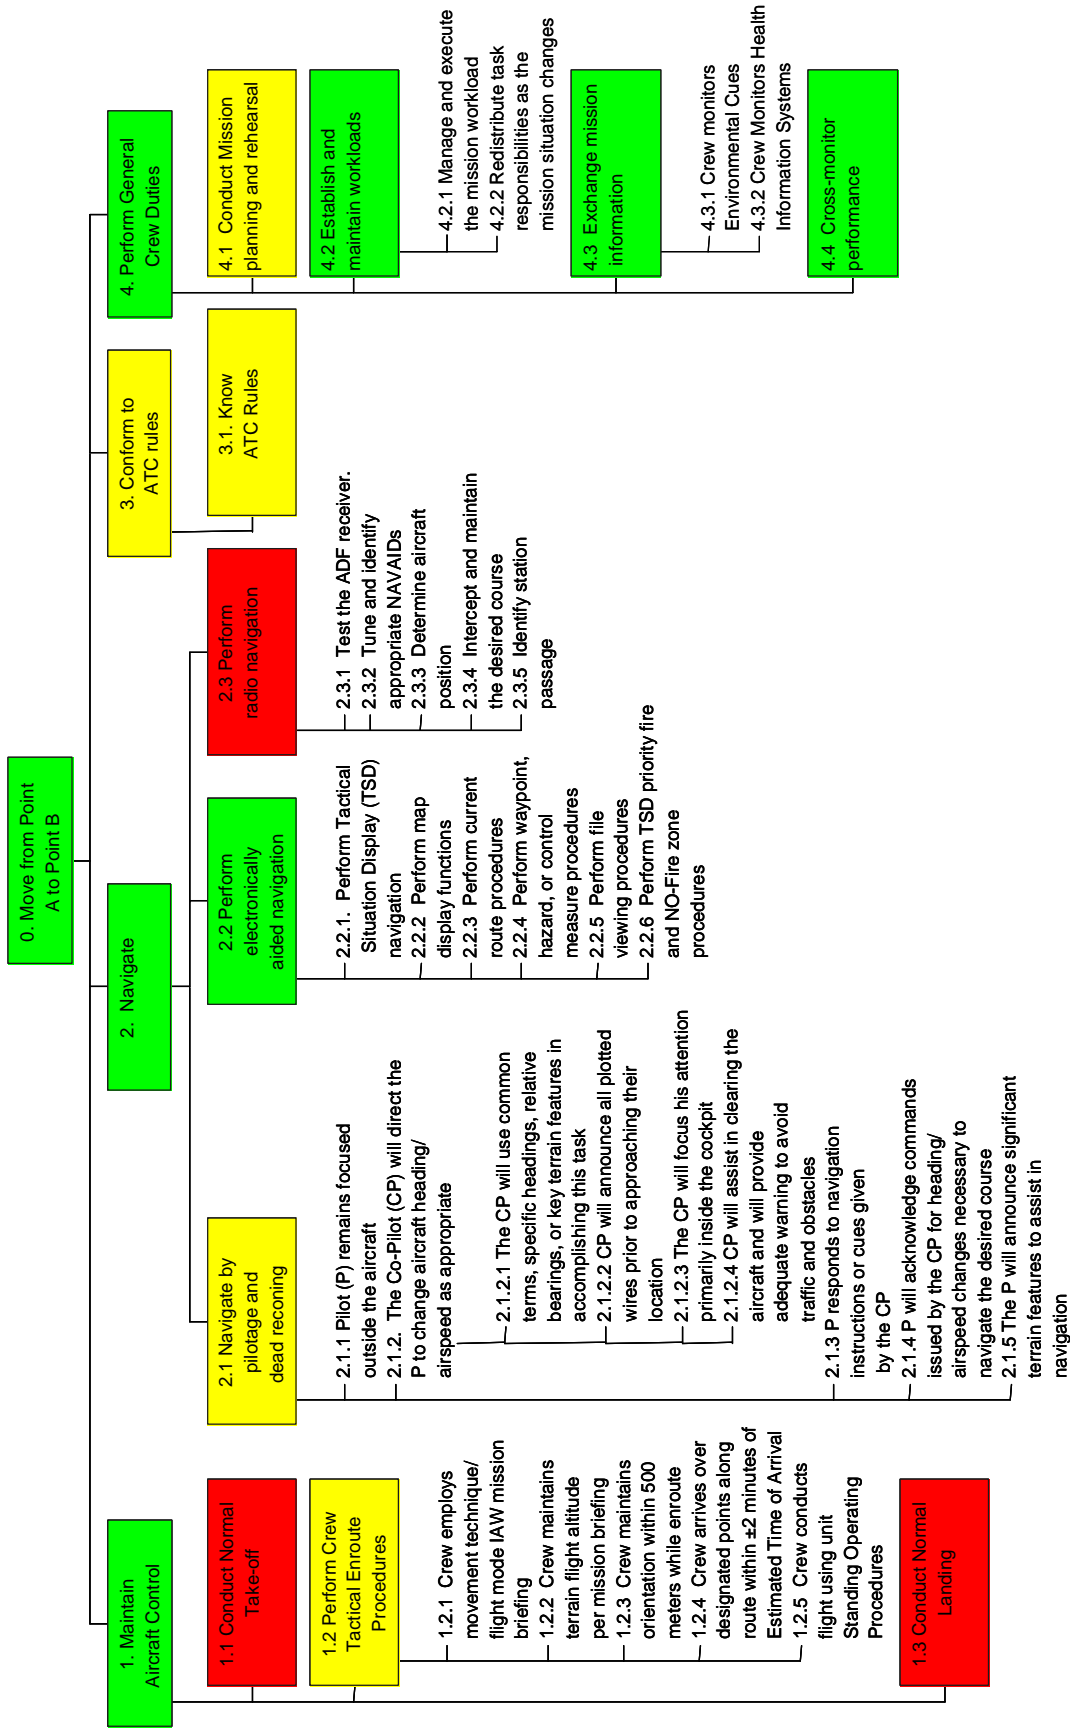 0. Move from Point
A to Point B
1. Maintain
Aircraft Control
1.1 Conduct Normal
Take-off
1.2 Perform Crew
Tactical Enroute
Procedures
1.2.1 Crew employs
movement technique/
flight mode IAW mission
briefing
1.2.2 Crew maintains
terrain flight altitude
per mission briefing
1.2.3 Crew maintains
orientation within 500
meters while enroute
1.2.4 Crew arrives over
designated points along
route within ±2 minutes of
Estimated Time of Arrival
1.2.5 Crew conducts
flight using unit
Standing Operating
Procedures
1.3 Conduct Normal
Landing
2. Navigate
2.1 Navigate by
pilotage and
dead reconing
2.1.1 Pilot (P) remains focused
outside the aircraft
2.1.2. The Co-Pilot (CP) will direct the
P to change aircraft heading/
airspeed as appropriate
2.1.2.1 The CP will use common
terms, specific headings, relative
bearings, or key terrain features in
accomplishing this task
2.1.2.2 CP will announce all plotted
wires prior to approaching their
location
2.1.2.3 The CP will focus his attention
primarily inside the cockpit
2.1.2.4 CP will assist in clearing the
aircraft and will provide
adequate warning to avoid
traffic and obstacles
2.1.3 P responds to navigation
instructions or cues given
by the CP
2.1.4 P will acknowledge commands
issued by the CP for heading/
airspeed changes necessary to
navigate the desired course
2.1.5 The P will announce significant
terrain features to assist in
navigation
2.2 Perform
electronically
aided navigation
2.2.1. Perform Tactical
Situation Display (TSD)
navigation
2.2.2 Perform map
display functions
2.2.3 Perform current
route procedures
2.2.4 Perform waypoint,
hazard, or control
measure procedures
2.2.5 Perform file
viewing procedures
2.2.6 Perform TSD priority fire
and NO-Fire zone
procedures
2.3 Perform
radio navigation
2.3.1 Test the ADF receiver.
2.3.2 Tune and identify
appropriate NAVAIDs
2.3.3 Determine aircraft
position
2.3.4 Intercept and maintain
the desired course
2.3.5 Identify station
passage
3. Conform to
ATC rules
3.1. Know
ATC Rules
4. Perform General
Crew Duties
4.1 Conduct Mission
planning and rehearsal
4.2 Establish and
maintain workloads
4.2.1 Manage and execute
the mission workload
4.2.2 Redistribute task
responsibilities as the
mission situation changes
4.3 Exchange mission
information
4.3.1 Crew monitors
Environmental Cues
4.3.2 Crew Monitors Health
Information Systems
4.4 Cross-monitor
performance